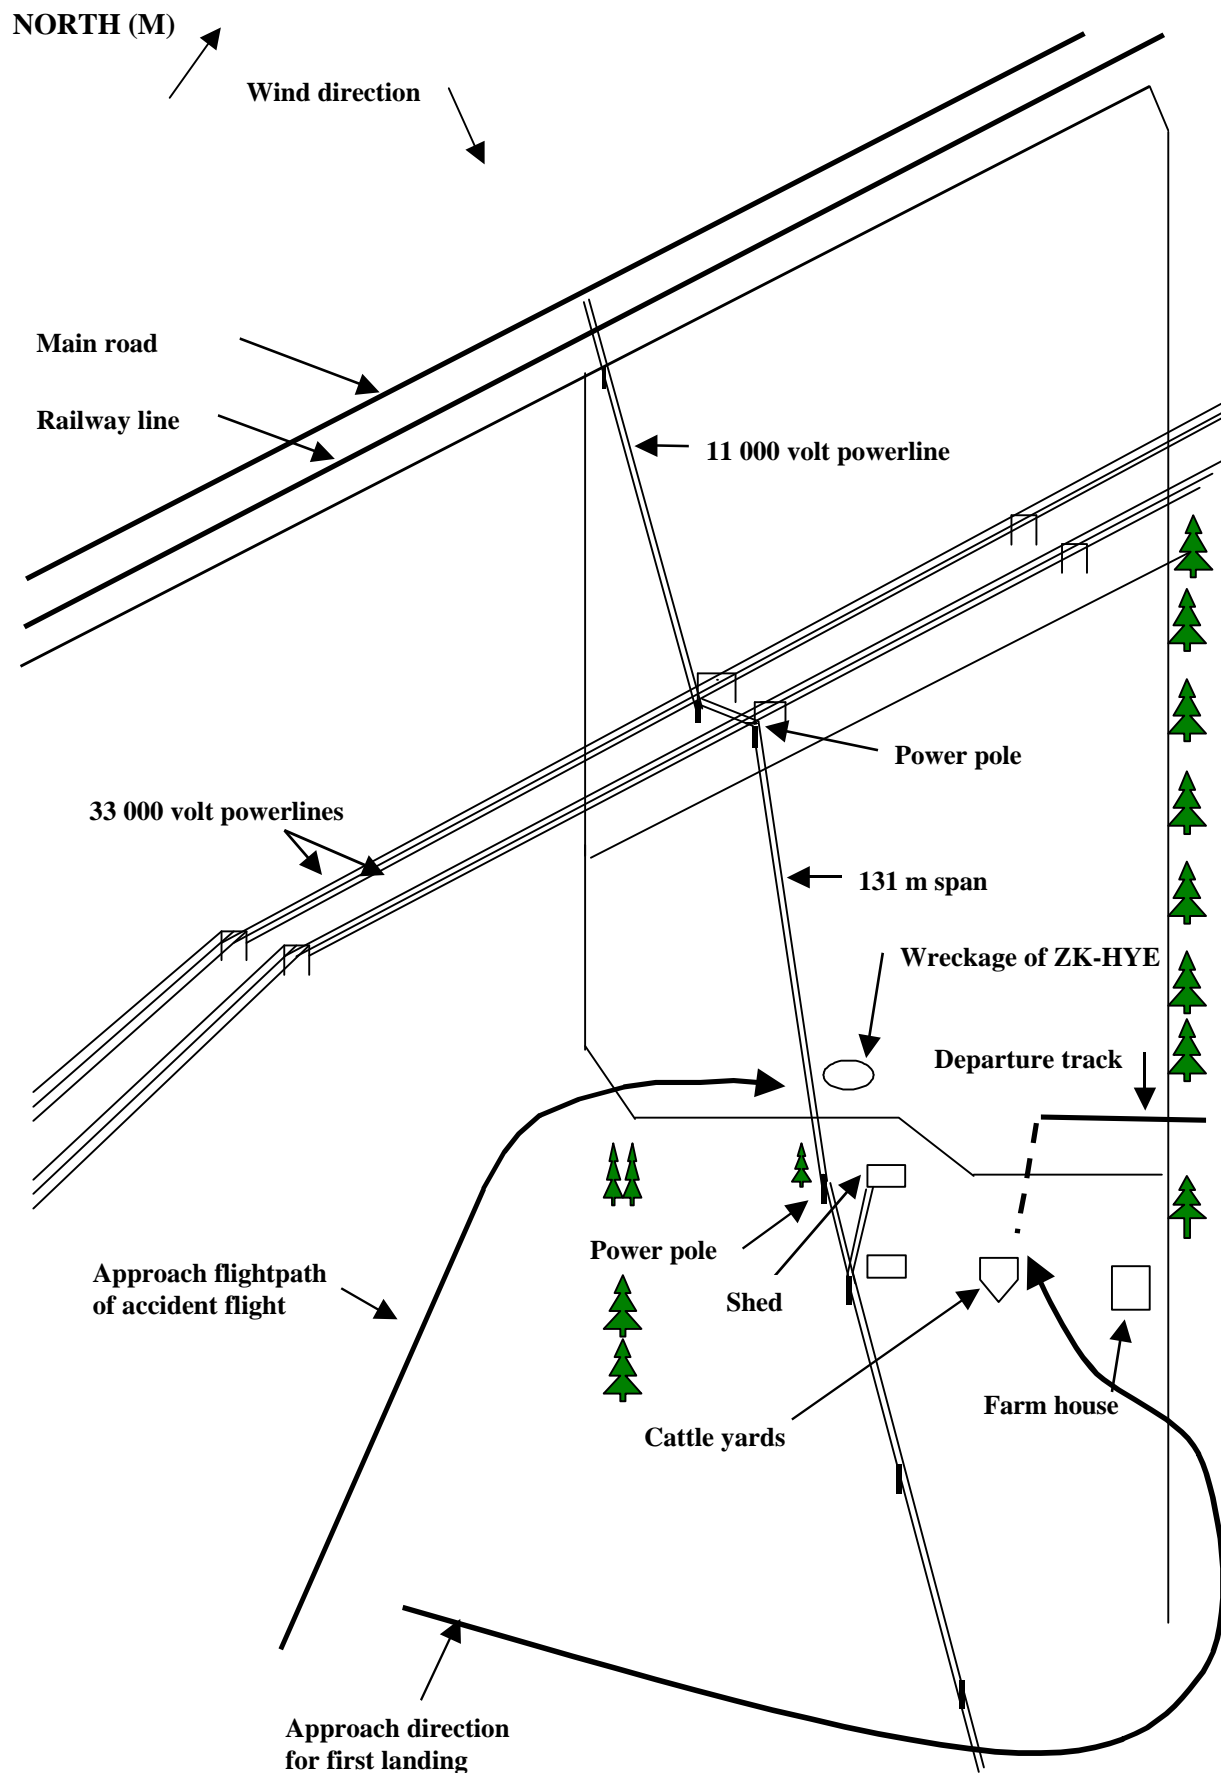 NORTH (M)
Wind direction
Main road
Railway line
11 000 volt powerline
Power pole
33 000 volt powerlines
131 m span
Wreckage of ZK-HYE
Departure track
Power pole
Approach flightpath
of accident flight
Shed
Farm house
Cattle yards
Approach direction
for first landing